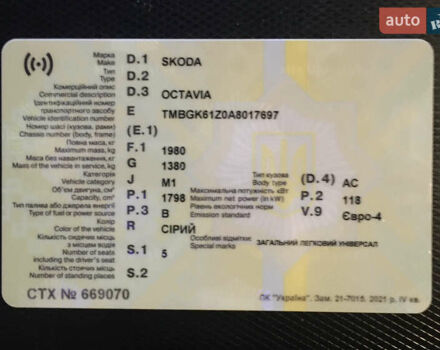 auto
R
Марка
Make
D.1 SKODA
Тип
Type
D.2
Комерційний опис
Commercial description
D.3 OCTAVIA
Ідентифікаційний номер
транспортного засобу
Vehicle identification number
E TMBGK61Z0A8017697
Номер шасі (кузова, рами)
Chassis number (body, frame)
(E.1)
Повна маса, кг
Maximum mass, kg
F.1 1980
Маса без навантаження, кг
Mass of the vehicle in service, kg
G 1380
Категорія
Vehicle category
J M1
Тип кузова
Body type
(D.4) AC
Об'єм двигуна, см³
Capacity, cm³
P.1 1798
Максимальна потужність, кВт
Maximum net power (in kW)
P.2 118
Тип палива або джерела енергії
Type of fuel or power source
P.3 B
Рівень екологічних норм
Emission standard
V.9 Євро-4
Колір
Color of the vehicle
R СІРИЙ
Кількість сидячих місць
з місцем водія
Number of seats
including the driver's seat
S.1 5
Особливі відмітки
Special marks
ЗАГАЛЬНИЙ ЛЕГКОВИЙ УНІВЕРСАЛ
Кількість стоячих місць
Number of standing places
S.2
СТХ № 669070
ПК "Україна". Зам. 21-7015. 2021 р. IV кв.